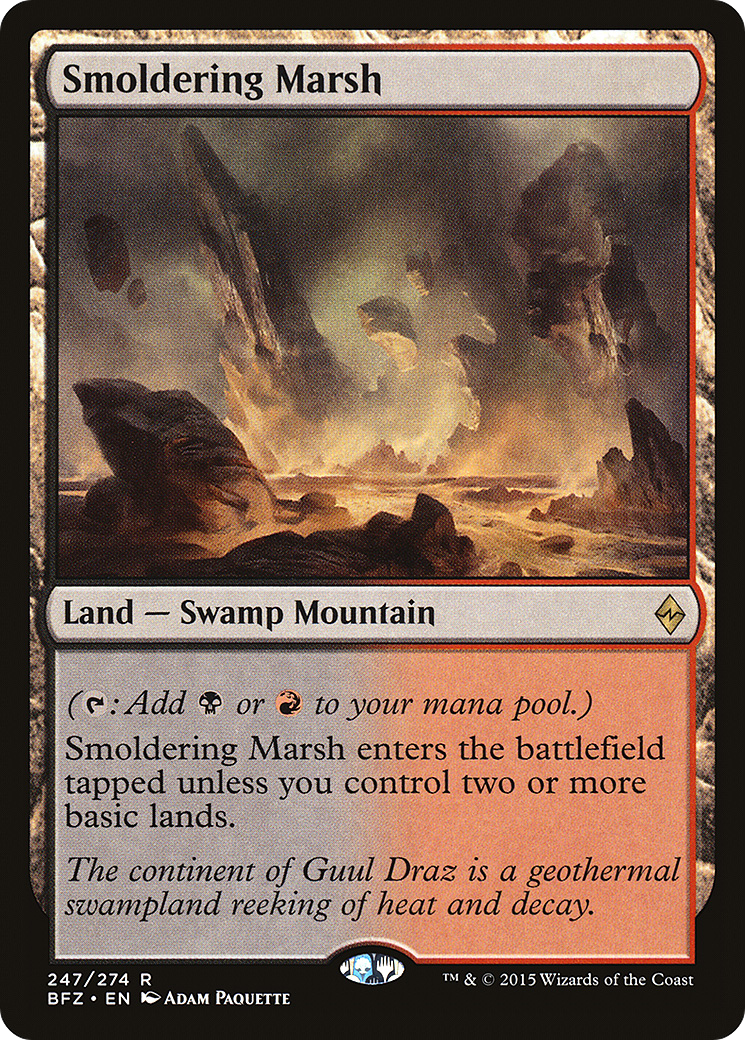 Smoldering Marsh
Land — Swamp Mountain
(: Add or to your mana pool.)
Smoldering Marsh enters the battlefield
tapped unless you control two or more
basic lands.
The continent of Guul Draz is a geothermal
swampland reeking of heat and decay.
247/274 R
™ & © 2015 Wizards of the Coast
BFZ • EN Adam Paquette